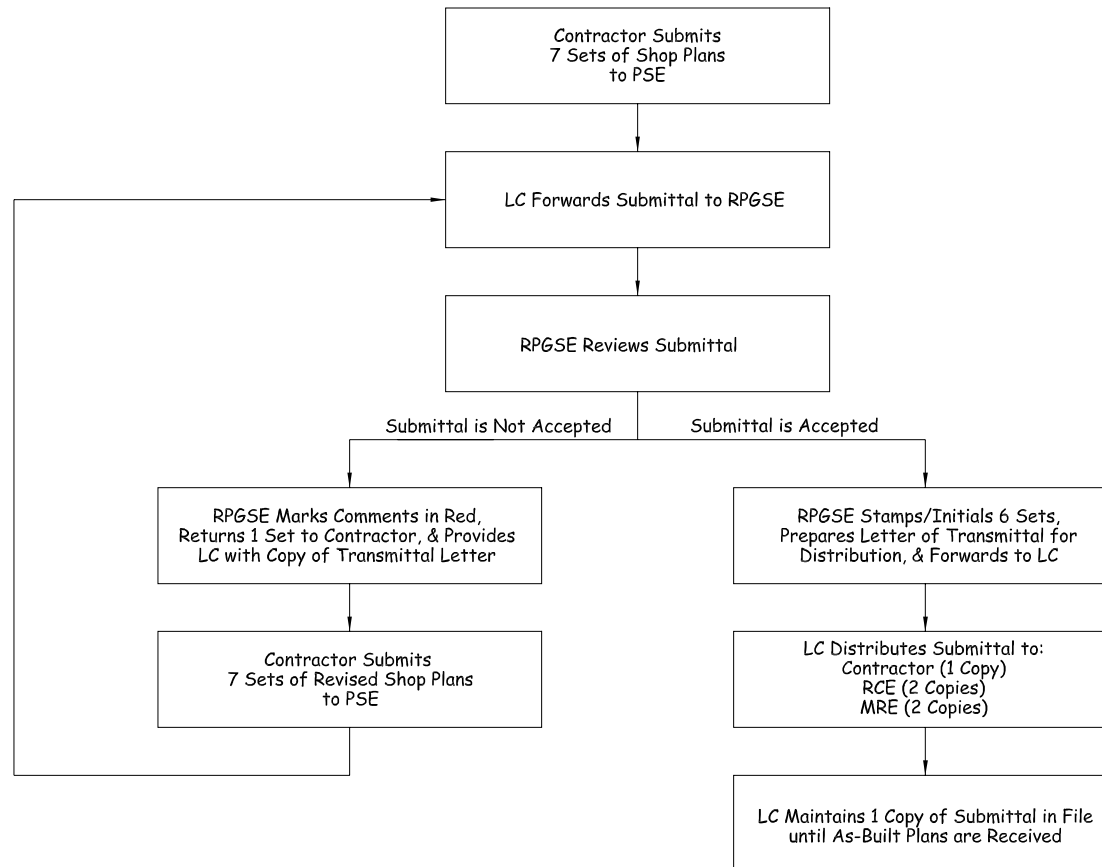 Contractor Submits
7 Sets of Shop Plans
to PSE
LC Forwards Submittal to RPGSE
RPGSE Reviews Submittal
Submittal is Not Accepted
Submittal is Accepted
RPGSE Marks Comments in Red,
Returns 1 Set to Contractor, & Provides
LC with Copy of Transmittal Letter
RPGSE Stamps/Initials 6 Sets,
Prepares Letter of Transmittal for
Distribution, & Forwards to LC
Contractor Submits
7 Sets of Revised Shop Plans
to PSE
LC Distributes Submittal to:
Contractor (1 Copy)
RCE (2 Copies)
MRE (2 Copies)
LC Maintains 1 Copy of Submittal in File
until As-Built Plans are Received